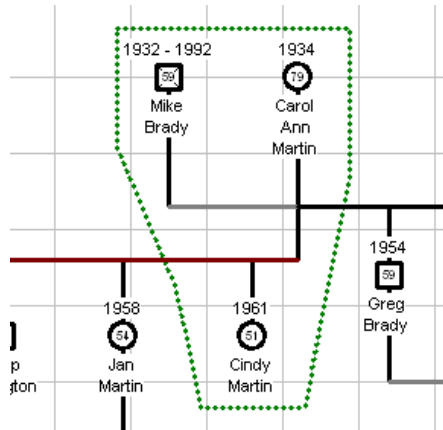 1932 - 1992
59
Mike
Brady
1934
79
Carol
Ann
Martin
1954
59
Greg
Brady
1958
54
Jan
Martin
1961
51
Cindy
Martin
p
gton